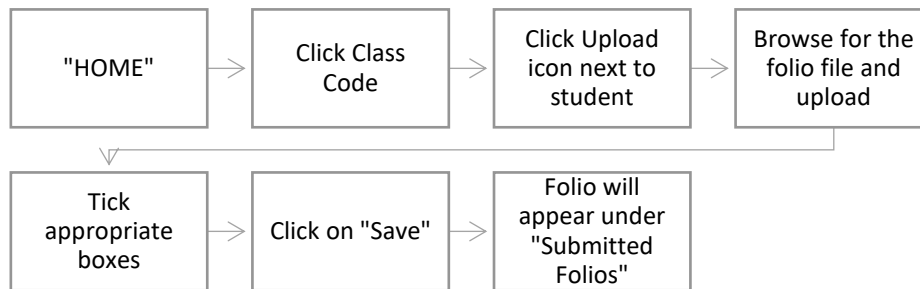 "HOME"
Click Class
Code
Click Upload
icon next to
student
Browse for the
folio file and
upload
Tick
appropriate
boxes
Click on "Save"
Folio will
appear under
"Submitted
Folios"